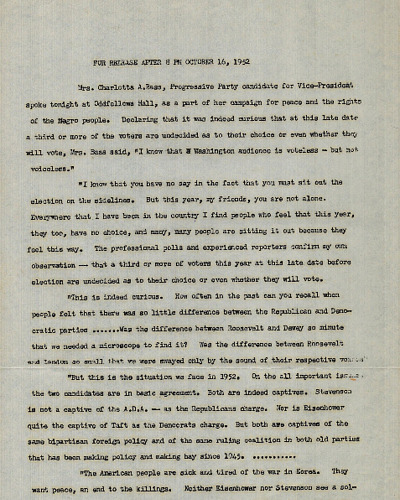 FOR RELEASE AFTER 8 PM OCTOBER 16, 1952
Mrs. Charlotta A.Bass, Progressive Party candidate for Vice-President
spoke tonight at Oddfellows Hall, as a part of her campaign for peace and the rights
of the Negro people. Declaring that it was indeed curious that at this late date
a third or more of the voters are undecided as to their choice or even whether they
will vote, Mrs. Bass said, "I know that a Washington audience is voteless - but not
voiceless."
"I know that you have no say in the fact that you must sit out the
election on the sidelines. But this year, my friends, you are not alone.
Everywhere that I have been in the country I find people who feel that this year,
they too, have no choice, and many, many people are sitting it out because they
feel this way. The professional polls and experienced reporters confirm my own
observation -- that a third or more of voters this year at this late date before
election are undecided as to their choice or even whether they will vote.
"This is indeed curious. How often in the past can you recall when
people felt that there was so little difference between the Republican and Demo-
cratic parties .......Was the difference between Roosevelt and Dewey so minute
that we needed a microscope to find it? Was the difference between Roosevelt
and Landon so small that we were swayed only by the sound of their respective
"But this is the situation we face in 1952. On the all important
the two candidates are in basic agreement. Both are indeed captives. Stevenson
is not a captive of the A.D.A. -- as the Republicans charge. Nor is Eisenhower
quite the captive of Taft as the Democrats charge. But both are captives of the
same bipartisan foreign policy and of the same ruling coalition in both old parties
that has been making policy and making hay since 1945. ...........
"The American people are sick and tired of the war in Korea. They
want peace, an end to the killings. Neither Eisenhower nor Stevenson see a sol-